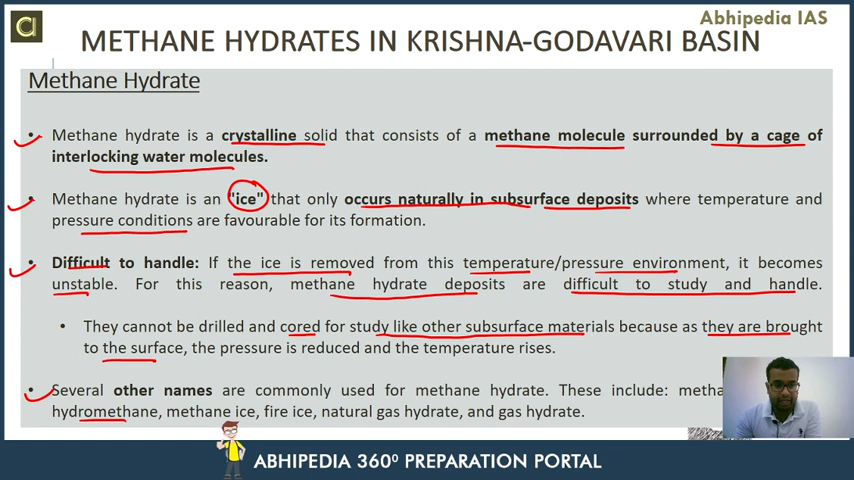 Abhipedia IAS
METHANE HYDRATES IN KRISHNA-GODAVARI BASIN
Methane Hydrate
• Methane hydrate is a crystalline solid that consists of a methane molecule surrounded by a cage of
interlocking water molecules.
• Methane hydrate is an "ice" that only occurs naturally in subsurface deposits where temperature and
pressure conditions are favourable for its formation.
• Difficult to handle: If the ice is removed from this temperature/pressure environment, it becomes
unstable. For this reason, methane hydrate deposits are difficult to study and handle.
• They cannot be drilled and cored for study like other subsurface materials because as they are brought
to the surface, the pressure is reduced and the temperature rises.
• Several other names are commonly used for methane hydrate. These include:
hydromethane, methane ice, fire ice, natural gas hydrate, and gas hydrate.
ABHIPEDIA 360⁰ PREPARATION PORTAL